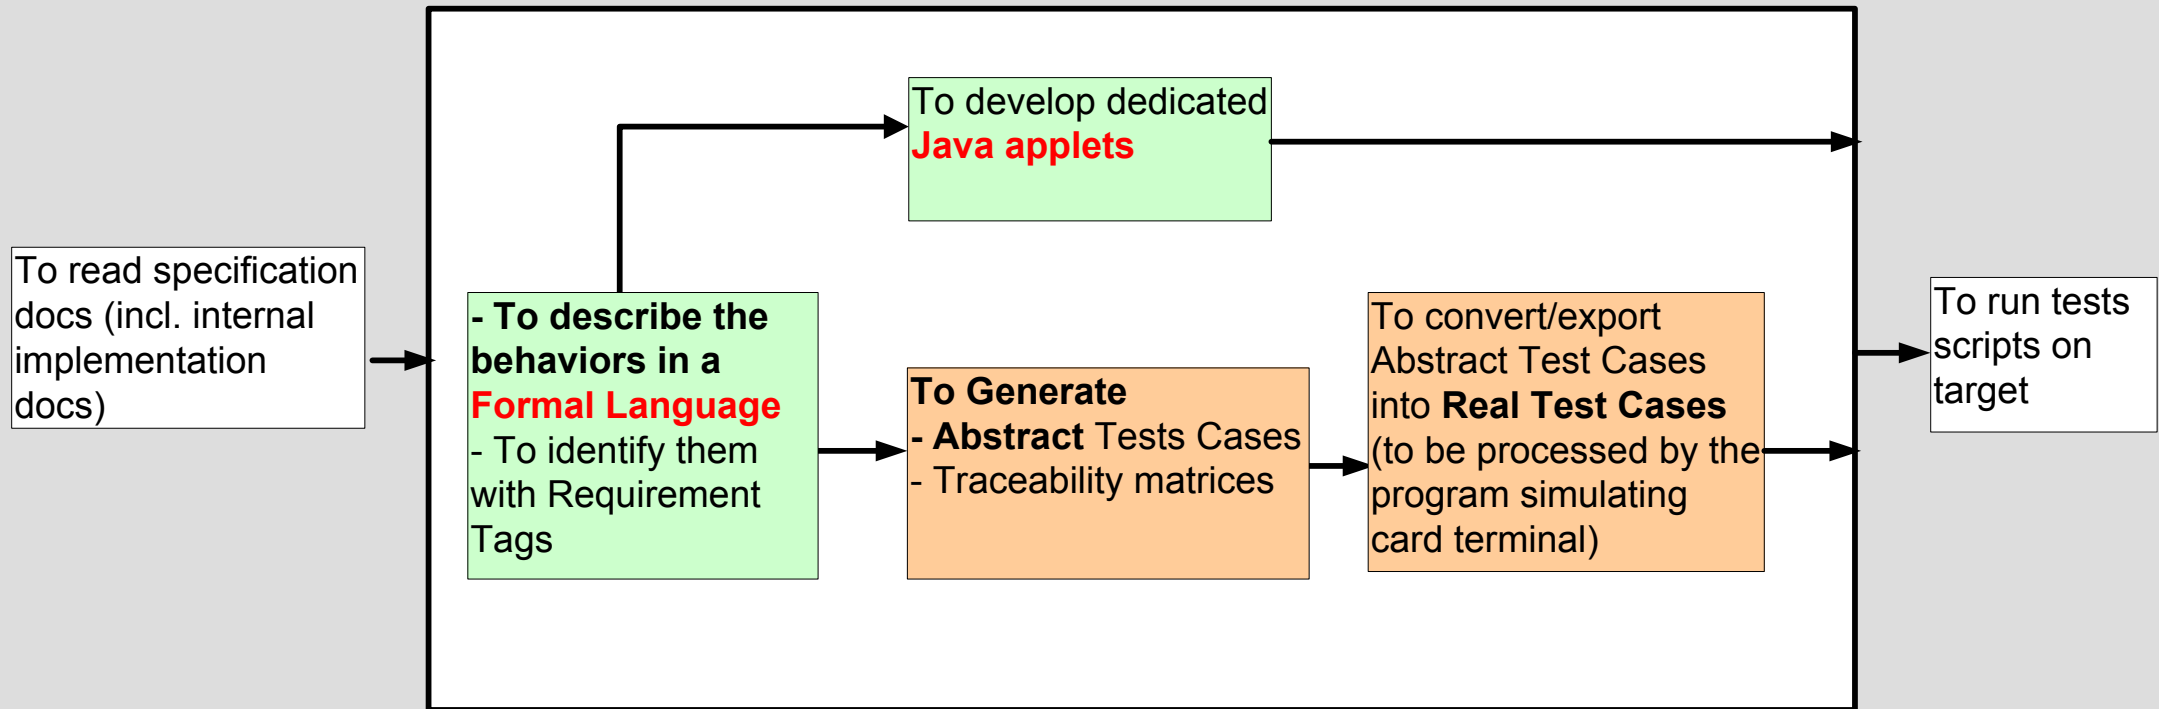 To read specification
docs (incl. internal
implementation
docs)
- To describe the
behaviors in a
Formal Language
- To identify them
with Requirement
Tags
To develop dedicated
Java applets
To Generate
- Abstract Tests Cases
- Traceability matrices
To convert/export
Abstract Test Cases
into Real Test Cases
(to be processed by the
program simulating
card terminal)
To run tests
scripts on
target